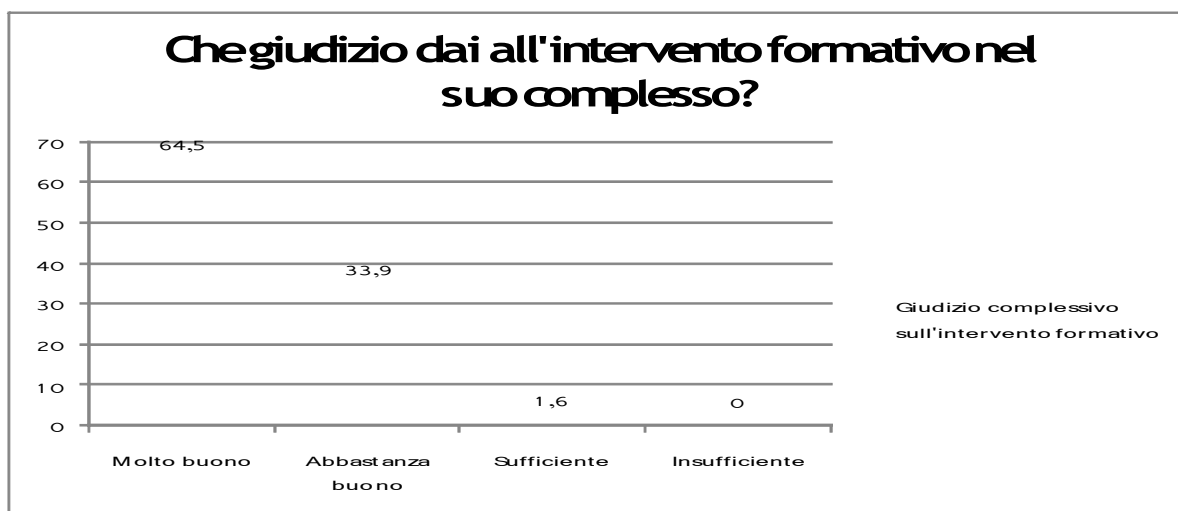 Che giudizio dai all'intervento formativo nel
suo complesso?
70
60
50
40
30
20
10
0
64,5
33,9
1,6
0
Molto buono
Abbastanza
buono
Sufficiente
Insufficiente
Giudizio complessivo
sull'intervento formativo